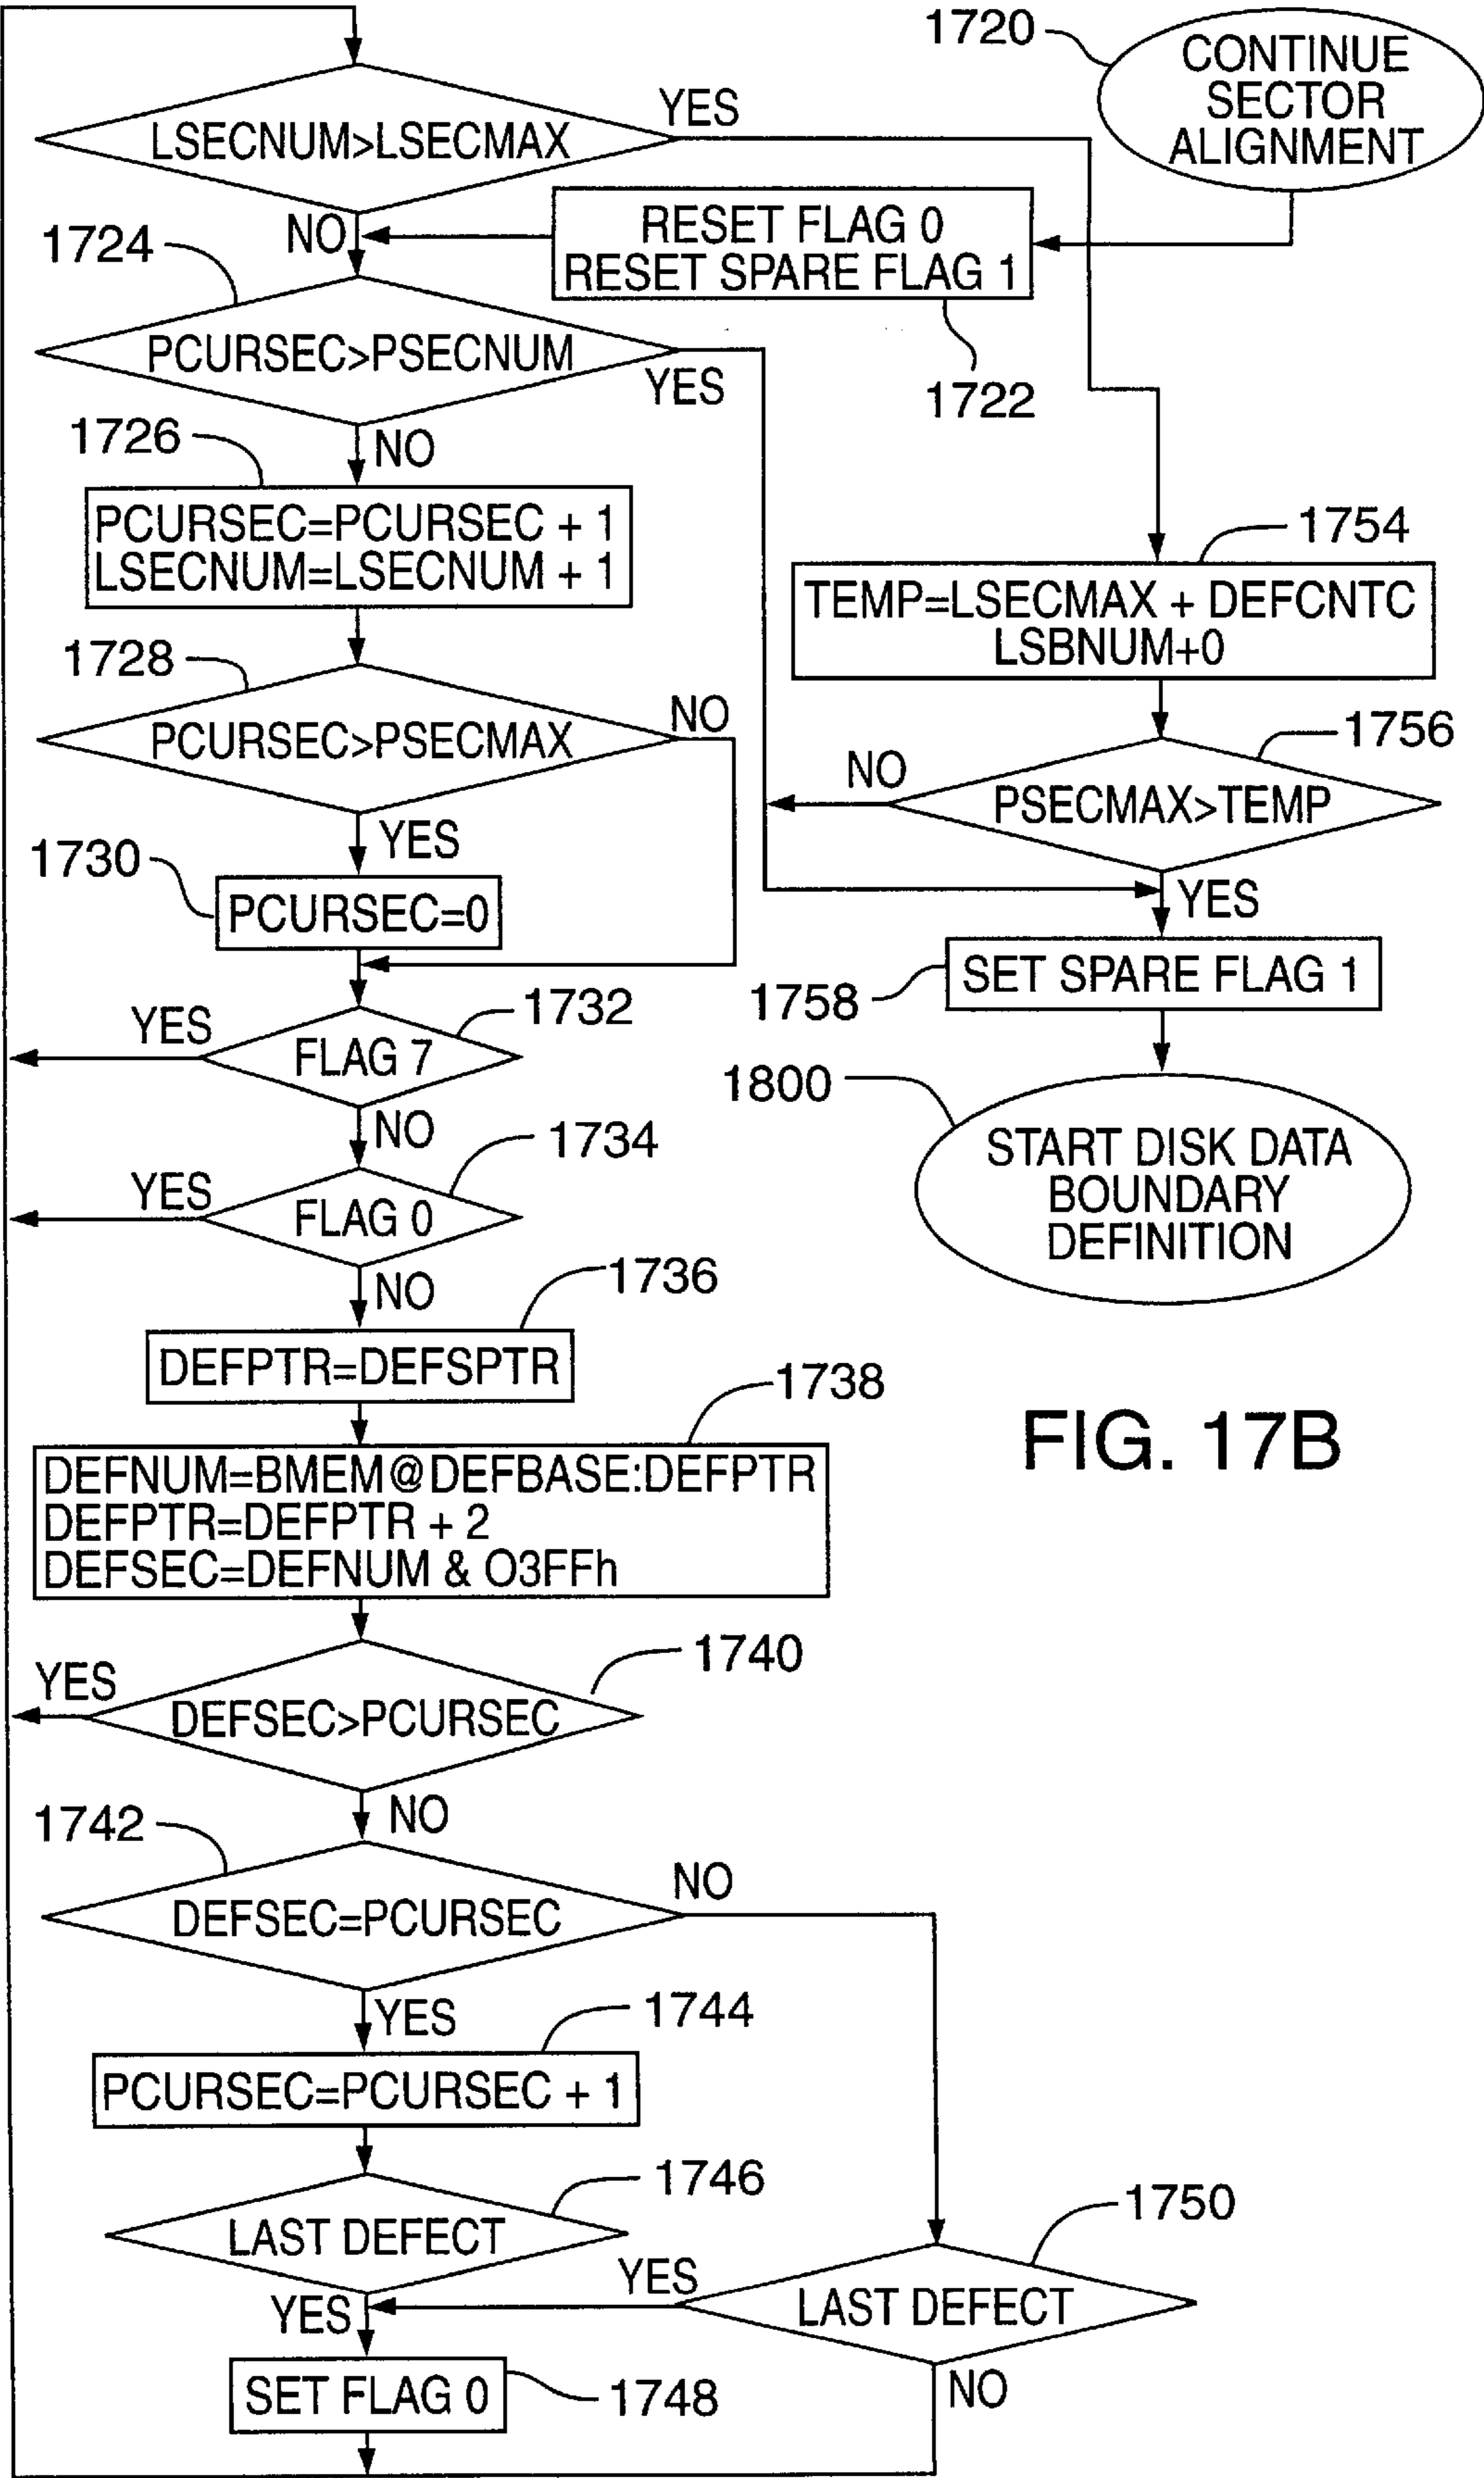 1720
CONTINUE
SECTOR
ALIGNMENT
LSECNUM>LSECMAX
YES
NO
RESET FLAG 0
RESET SPARE FLAG 1
1722
1724
PCURSEC>PSECNUM
YES
NO
1726
PCURSEC=PCURSEC + 1
LSECNUM=LSECNUM + 1
1728
PCURSEC>PSECMAX
NO
YES
1730
PCURSEC=0
1754
TEMP=LSECMAX + DEFCNTC
LSBNUM+0
1756
PSECMAX>TEMP
NO
YES
1758
SET SPARE FLAG 1
1800
START DISK DATA
BOUNDARY
DEFINITION
1732
YES
FLAG 7
NO
1734
YES
FLAG 0
NO
1736
DEFPTR=DEFSPTR
1738
DEFNUM=BMEM@DEFBASE:DEFPTR
DEFPTR=DEFPTR + 2
DEFSEC=DEFNUM & O3FFh
FIG. 17B
1740
YES
DEFSEC>PCURSEC
NO
1742
DEFSEC=PCURSEC
NO
YES
1744
PCURSEC=PCURSEC + 1
1746
LAST DEFECT
YES
1750
YES
LAST DEFECT
NO
SET FLAG 0
1748